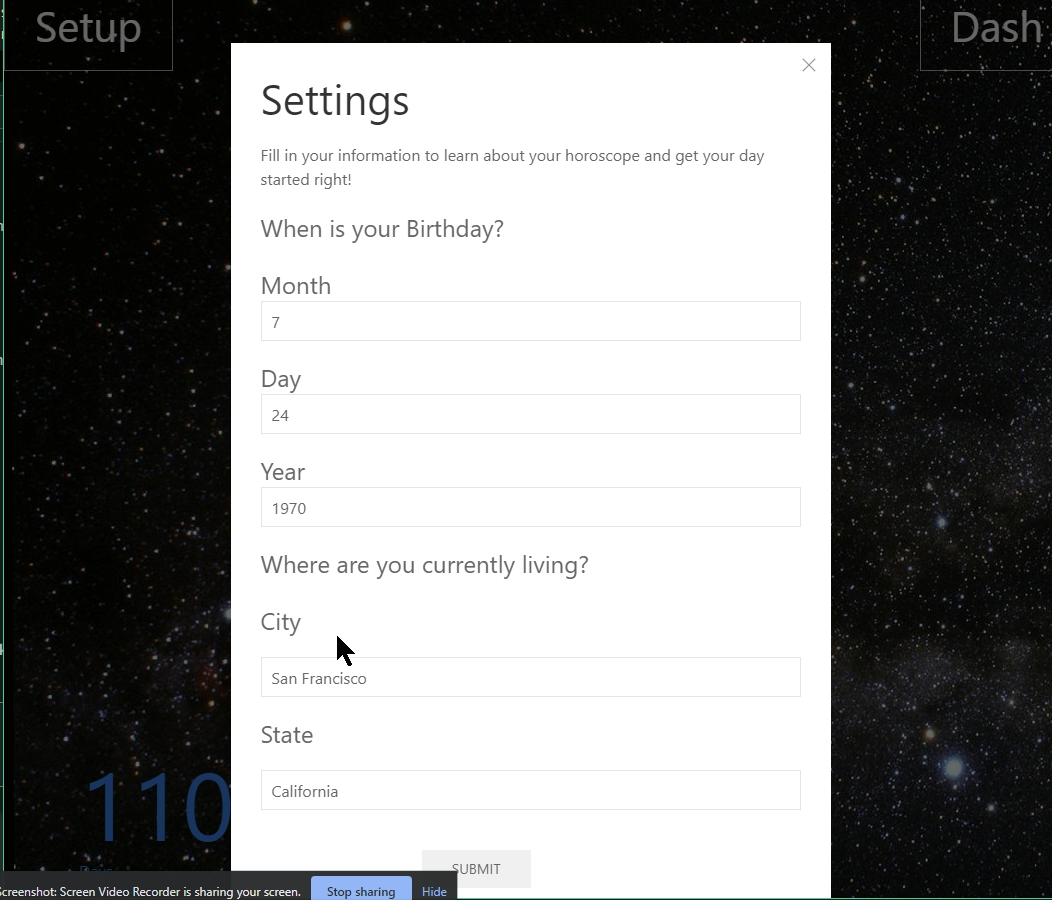 Setup
Dash
Settings
Fill in your information to learn about your horoscope and get your day
started right!
When is your Birthday?
Month
7
Day
24
Year
1970
Where are you currently living?
City
San Francisco
State
California
110
Days
SUBMIT
Screenshot: Screen Video Recorder is sharing your screen.
Stop sharing
Hide